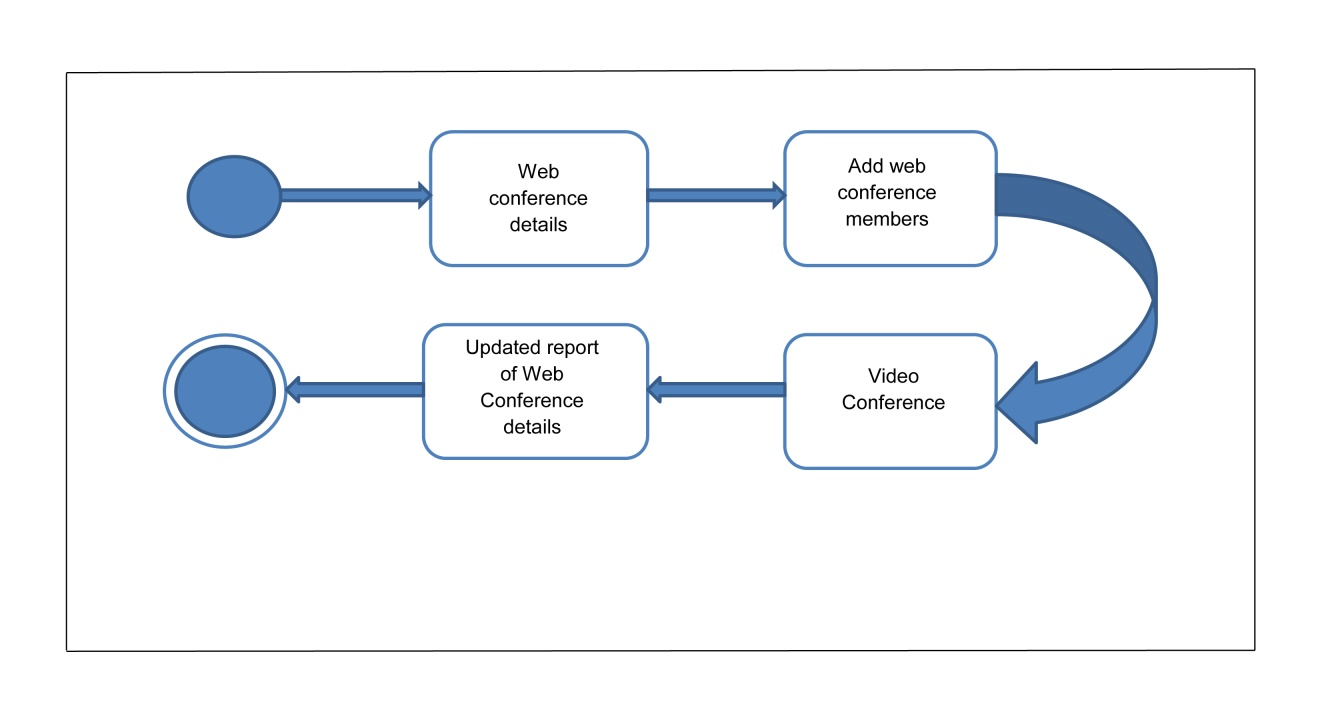 Web
conference
details
Add web
conference
members
Video
Conference
Updated report
of Web
Conference
details